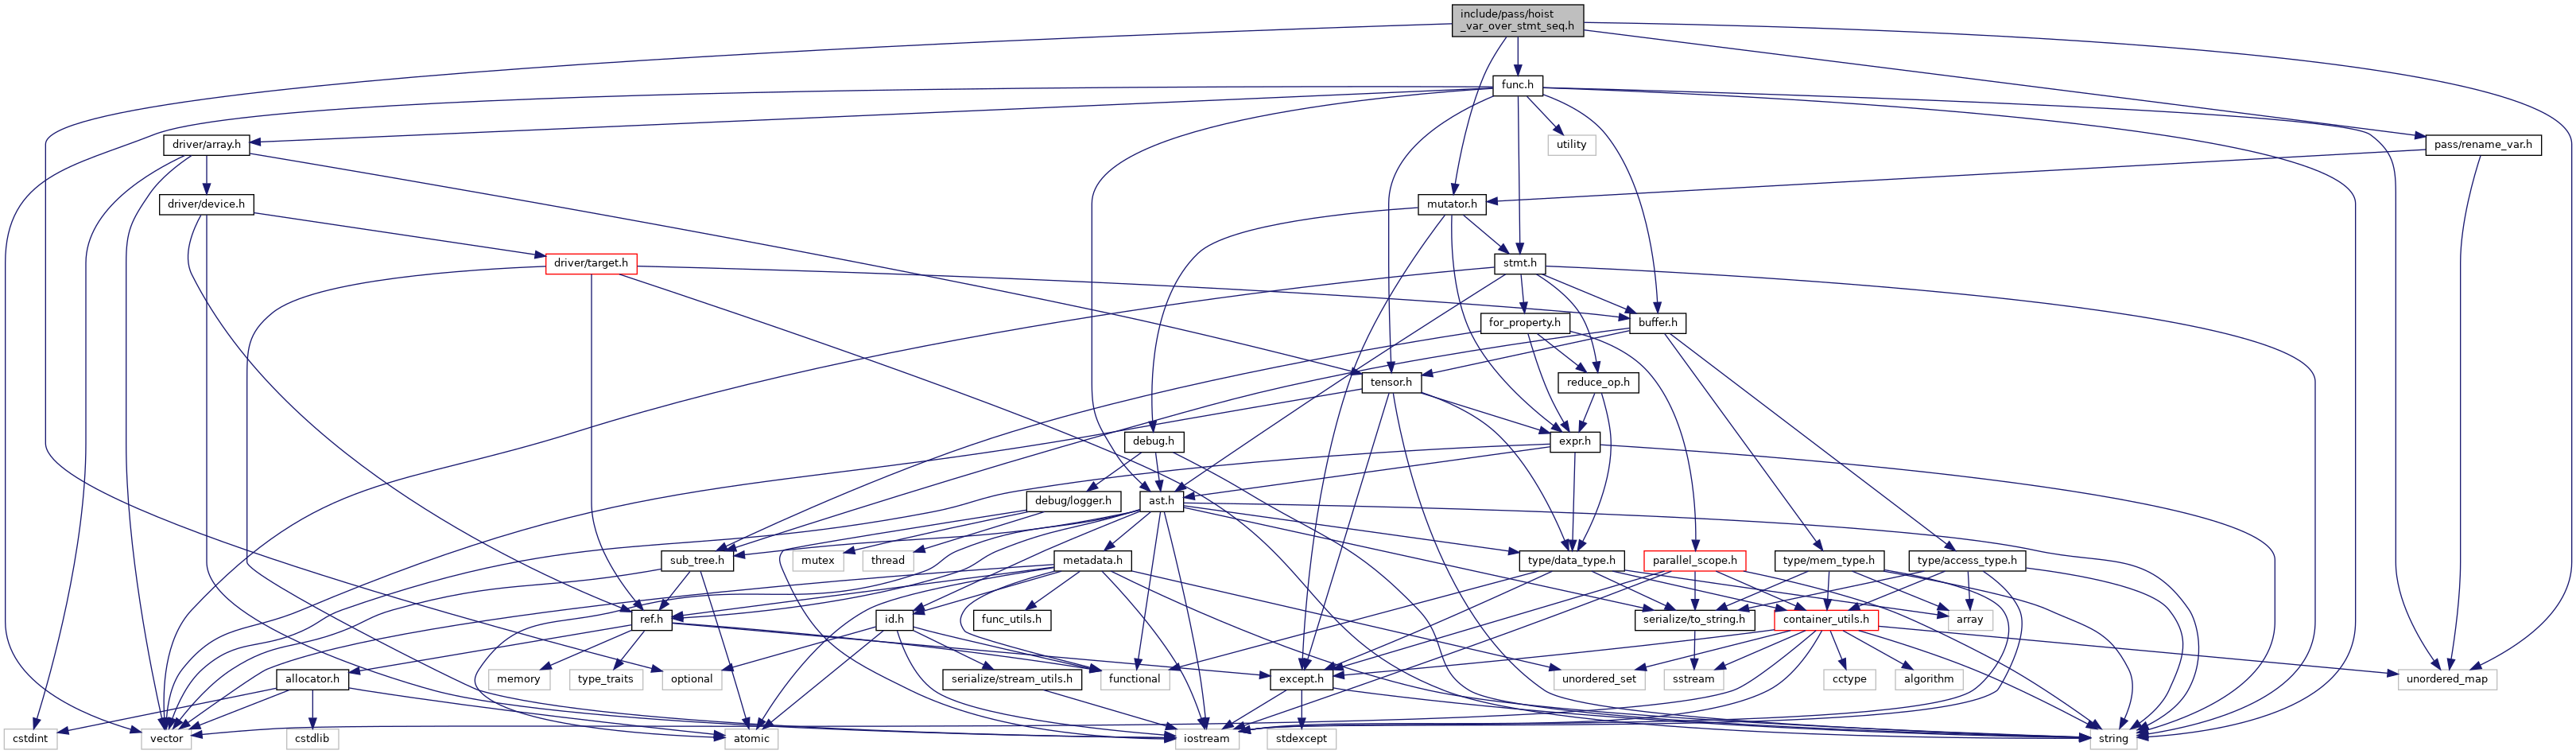 include/pass/hoist
_var_over_stmt_seq.h
func.h
driver/array.h
utility
pass/rename_var.h
driver/device.h
mutator.h
driver/target.h
stmt.h
for_property.h
buffer.h
tensor.h
reduce_op.h
debug.h
expr.h
debug/logger.h
ast.h
sub_tree.h
mutex
thread
metadata.h
type/data_type.h
parallel_scope.h
type/mem_type.h
type/access_type.h
ref.h
id.h
func_utils.h
serialize/to_string.h
container_utils.h
array
allocator.h
memory
type_traits
optional
serialize/stream_utils.h
functional
except.h
unordered_set
sstream
cctype
algorithm
unordered_map
cstdint
vector
cstdlib
atomic
iostream
stdexcept
string